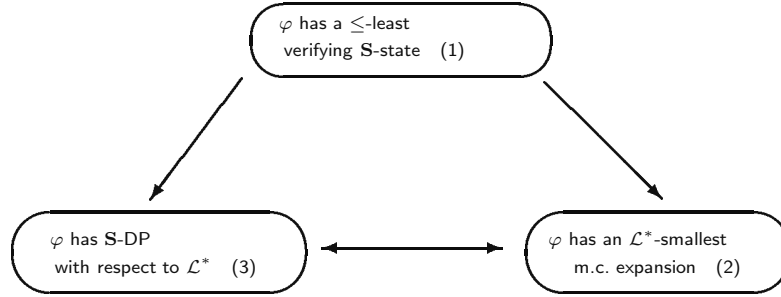 φ has a ≤-least
verifying S-state (1)
φ has S-DP
with respect to ℒ* (3)
φ has an ℒ*-smallest
m.c. expansion (2)